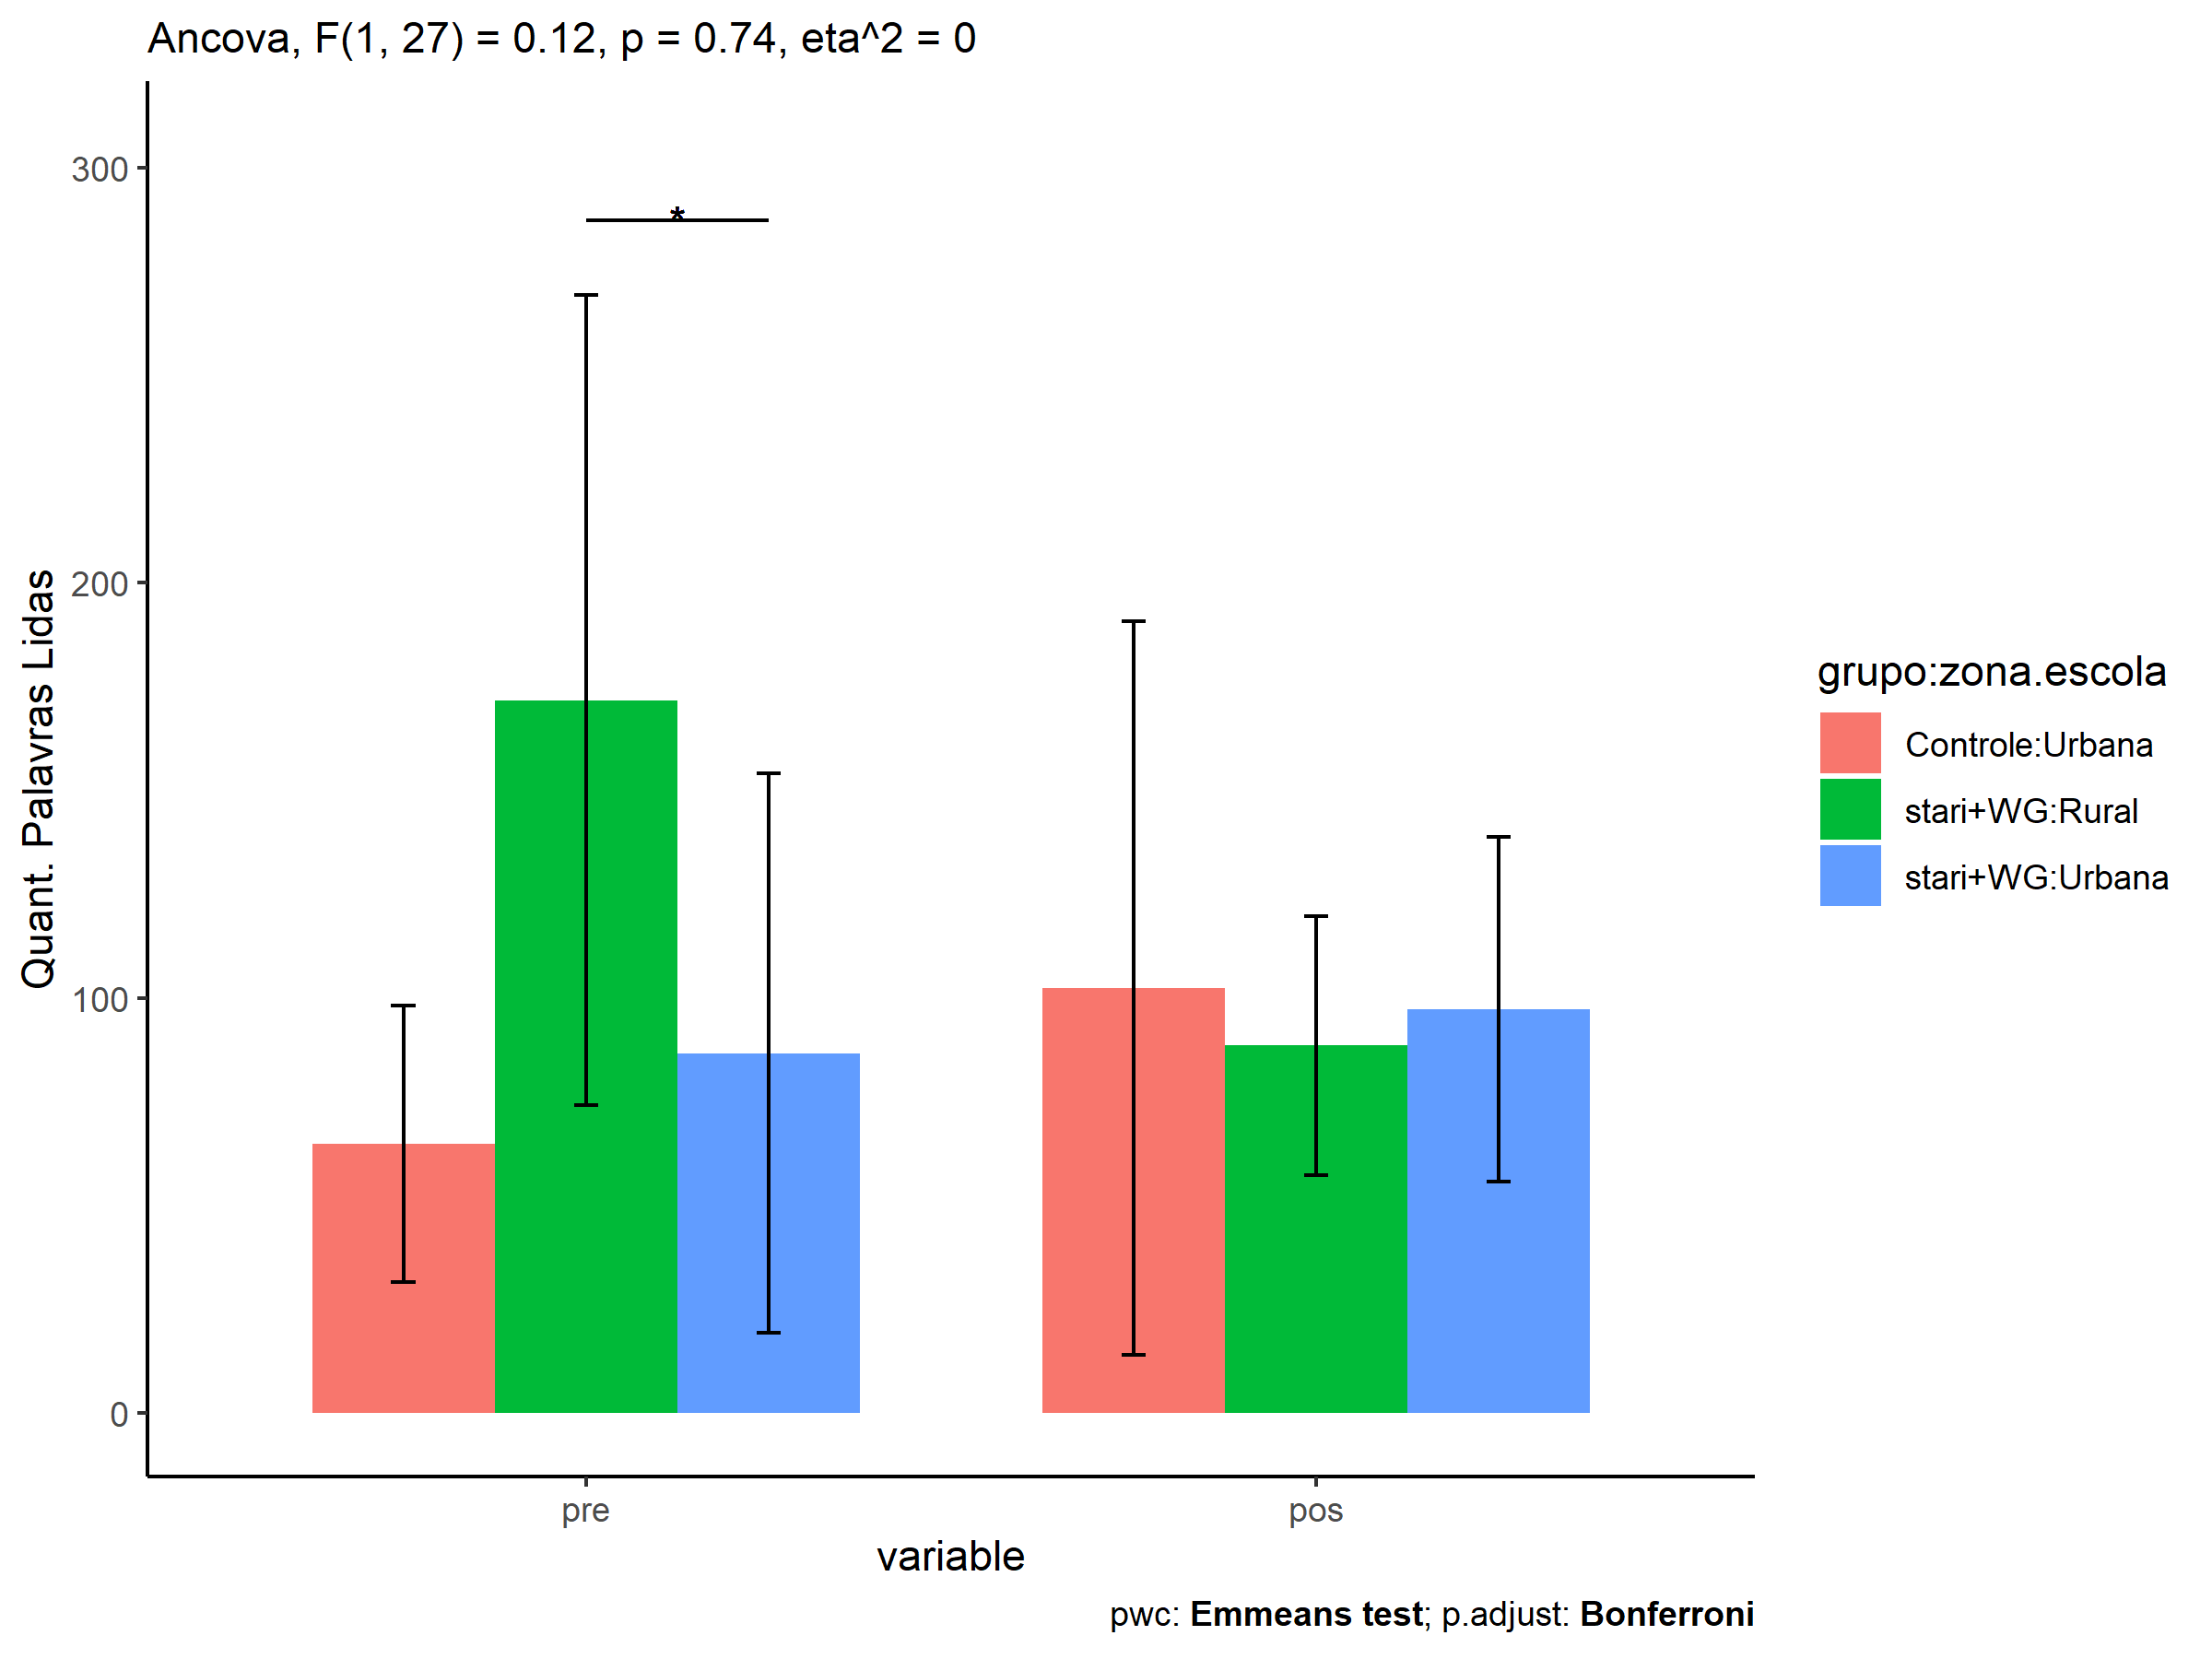 Ancova, F(1, 27) = 0.12, p = 0.74, eta^2 = 0
300
200
100
0
Quant. Palavras Lidas
*
pre
pos
variable
grupo:zona.escola
Controle:Urbana
stari+WG:Rural
stari+WG:Urbana
pwc: Emmeans test; p.adjust: Bonferroni